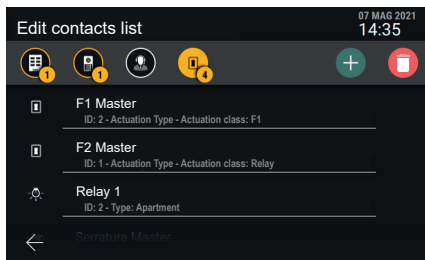 07 MAG 2021
Edit contacts list
14:35
1
1
4
F1 Master
ID: 2 - Actuation Type - Actuation class: F1
F2 Master
ID: 1 - Actuation Type - Actuation class: Relay
Relay 1
ID: 2 - Type: Apartment
Serratura Master